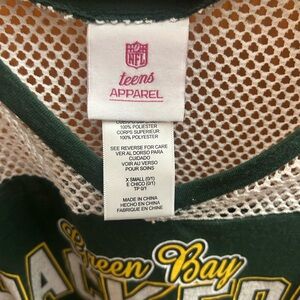 NFL
teens
APPAREL
100% POLYESTER
CORPS SUPERIEUR
100% POLYESTER
SEE REVERSE FOR CARE
VER AL DORSO PARA
CUIDADO
VOIR AU VERSO
POUR SOINS
X SMALL (0/1)
E CHICO (0/1)
TP 0/1)
MADE IN CHINA
HECHO EN CHINA
FABRIQUE EN CHINE
Green Bay
PACKERS